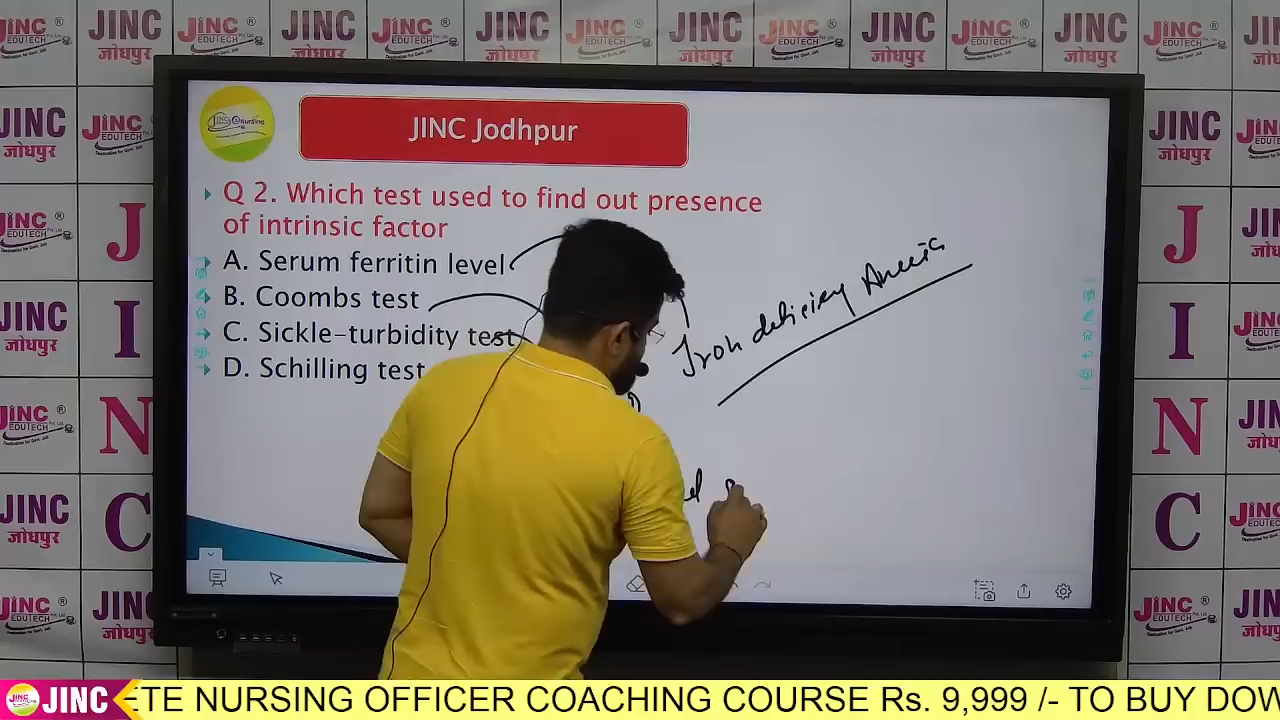 JINC Jodhpur
Q 2. Which test used to find out presence
of intrinsic factor
A. Serum ferritin level
B. Coombs test
C. Sickle-turbidity test
D. Schilling test
Iron deficiency Anemia
JINC
EDUTECH
जोधपुर
J
I
N
C
J
I
N
C
JINC
ETE NURSING OFFICER COACHING COURSE Rs. 9,999 /- TO BUY DOW